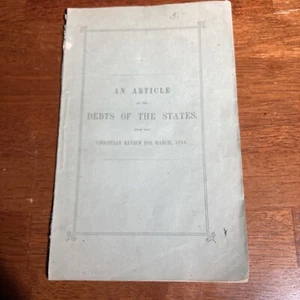 AN ARTICLE
ON THE
DEBTS OF THE STATES.
FROM THE
CHRISTIAN REVIEW FOR MARCH,